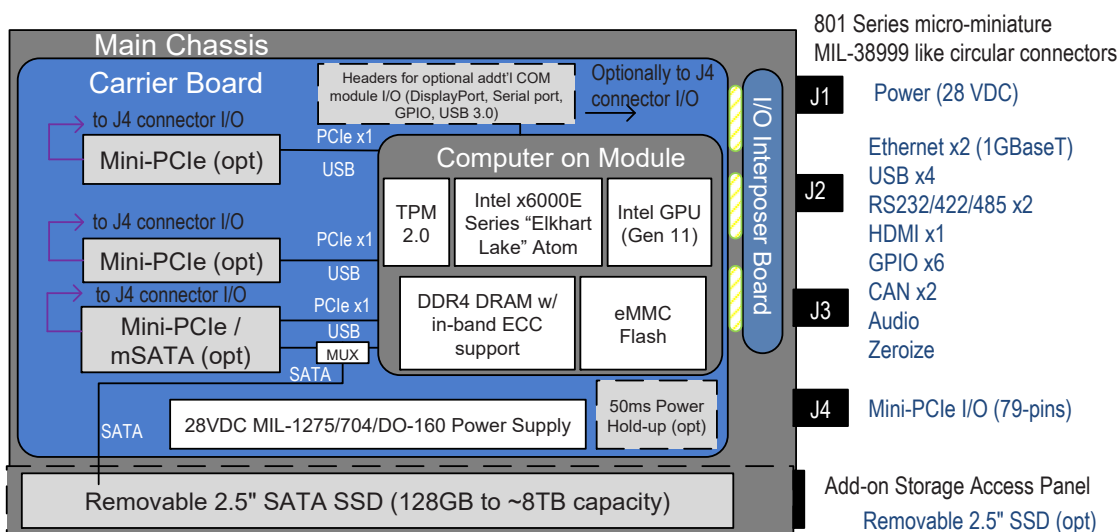 801 Series micro-miniature
MIL-38999 like circular connectors
Main Chassis
Carrier Board
Headers for optional addt'l COM
module I/O (DisplayPort, Serial port,
GPIO, USB 3.0)
Optionally to J4
connector I/O
to J4 connector I/O
Mini-PCIe (opt)
PCIe x1
USB
to J4 connector I/O
Mini-PCIe (opt)
PCIe x1
USB
to J4 connector I/O
Mini-PCIe /
mSATA (opt)
PCIe x1
USB
MUX
SATA
SATA
Computer on Module
TPM
2.0
Intel x6000E
Series “Elkhart
Lake” Atom
Intel GPU
(Gen 11)
DDR4 DRAM w/
in-band ECC
support
eMMC
Flash
28VDC MIL-1275/704/DO-160 Power Supply
50ms Power
Hold-up (opt)
Removable 2.5" SATA SSD (128GB to ~8TB capacity)
I/O Interposer Board
J1
Power (28 VDC)
J2
J3
Ethernet x2 (1GBaseT)
USB x4
RS232/422/485 x2
HDMI x1
GPIO x6
CAN x2
Audio
Zeroize
J4
Mini-PCIe I/O (79-pins)
Add-on Storage Access Panel
Removable 2.5" SSD (opt)